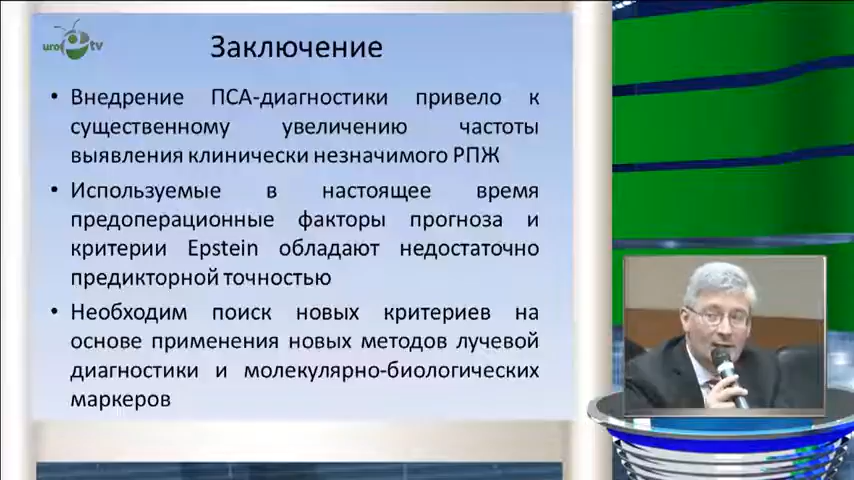 uro tv
Заключение
• Внедрение ПСА-диагностики привело к
существенному увеличению частоты
выявления клинически незначимого РПЖ
• Используемые в настоящее время
предоперационные факторы прогноза и
критерии Epstein обладают недостаточно
предикторной точностью
• Необходим поиск новых критериев на
основе применения новых методов лучевой
диагностики и молекулярно-биологических
маркеров